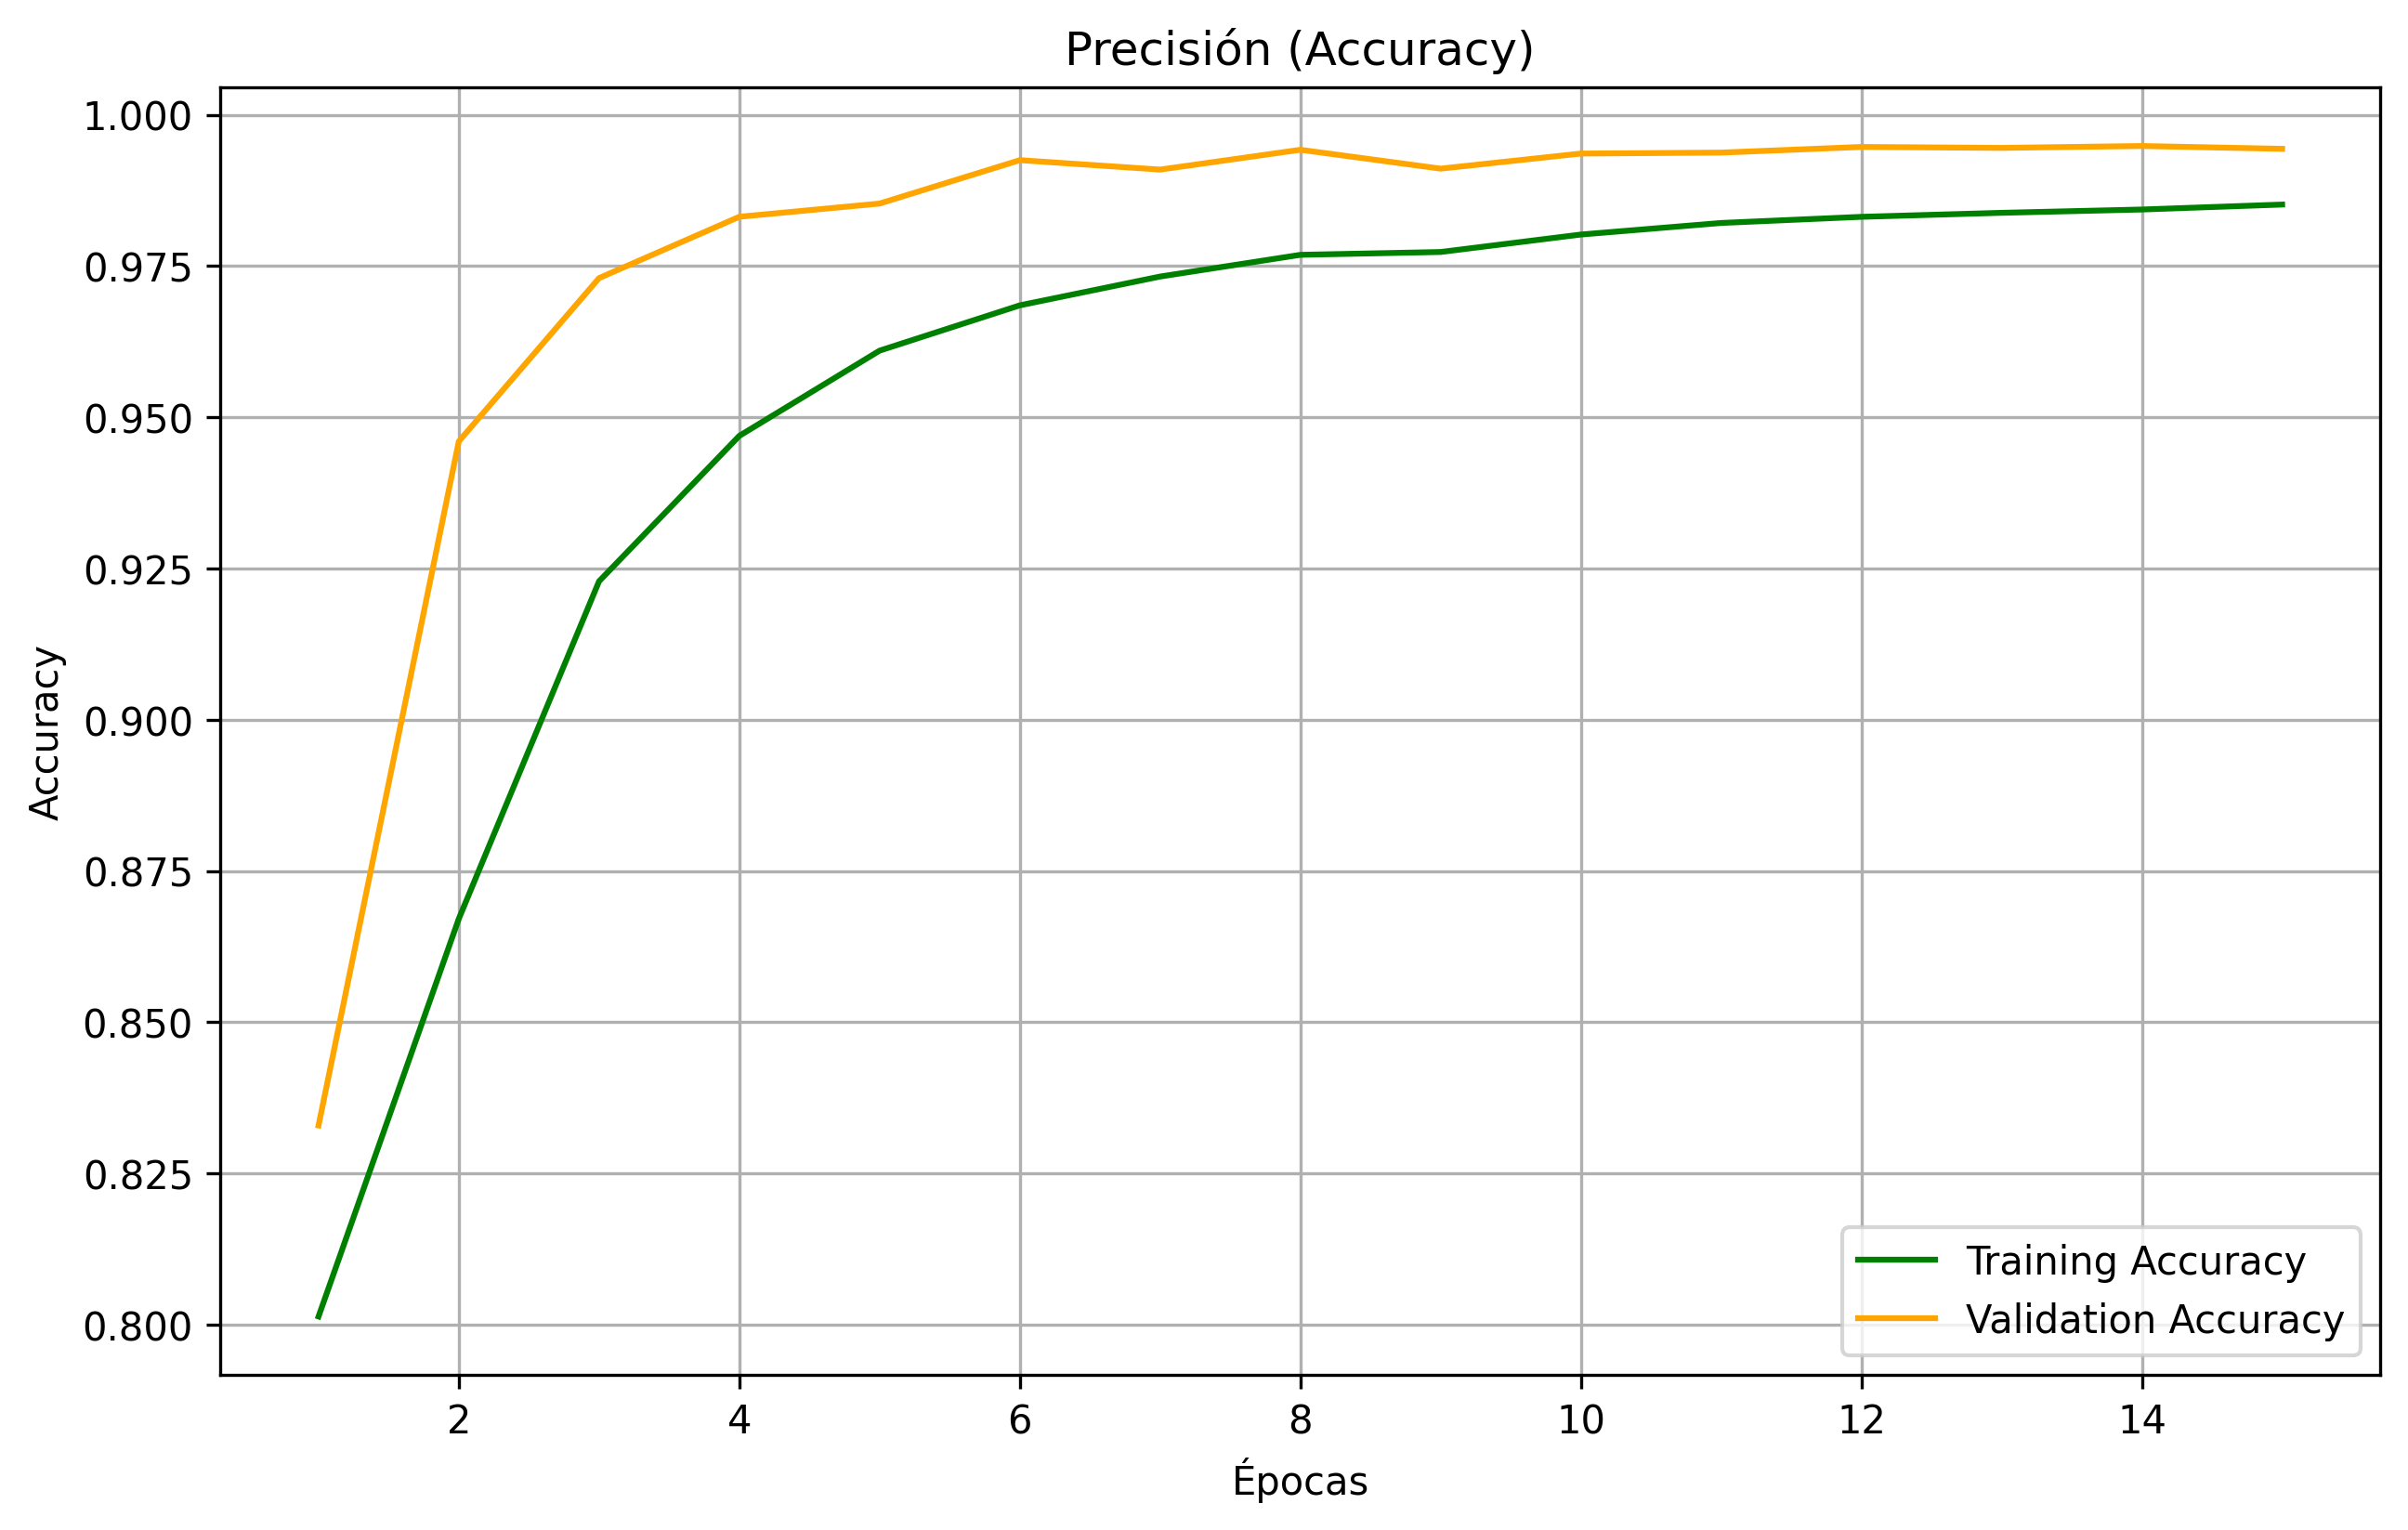 Precisión (Accuracy)
1.000
0.975
0.950
0.925
0.900
0.875
0.850
0.825
0.800
Accuracy
2 4 6 8 10 12 14
Épocas
Training Accuracy
Validation Accuracy